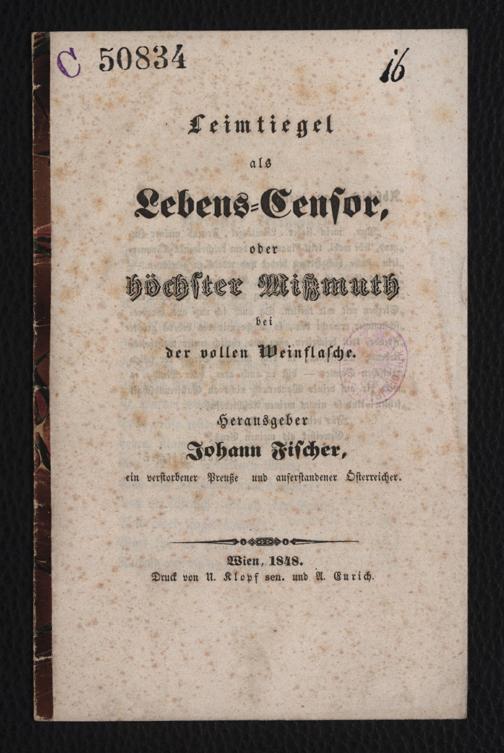 C 50834
16
Leimtiegel
als
Lebens=Censor,
oder
höchster Mißmuth
bei
der vollen Weinflasche.
Herausgeber
Johann Fischer,
ein verstorbener Preuße und auferstandener Österreicher.
Wien, 1848.
Druck von U. Klopf sen. und A. Eurich.